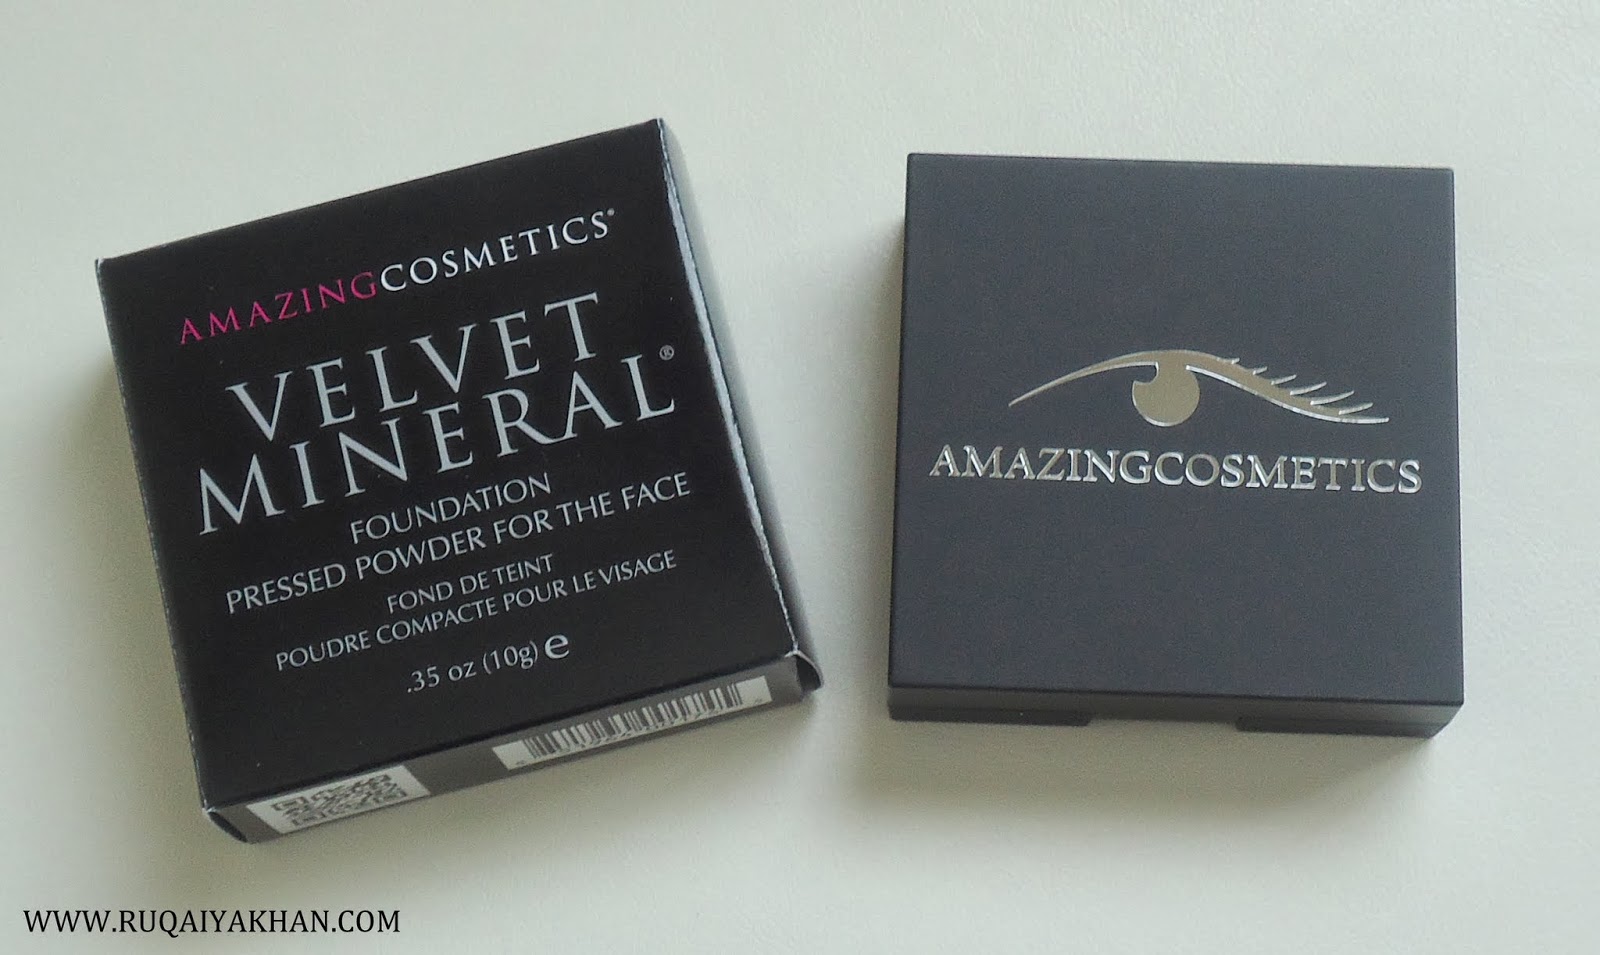 AMAZINGCOSMETICS®
VELVET
MINERAL®
FOUNDATION
PRESSED POWDER FOR THE FACE
FOND DE TEINT
POUDRE COMPACTE POUR LE VISAGE
.35 oz (10g) e
AMAZINGCOSMETICS
WWW.RUQAIYAKHAN.COM